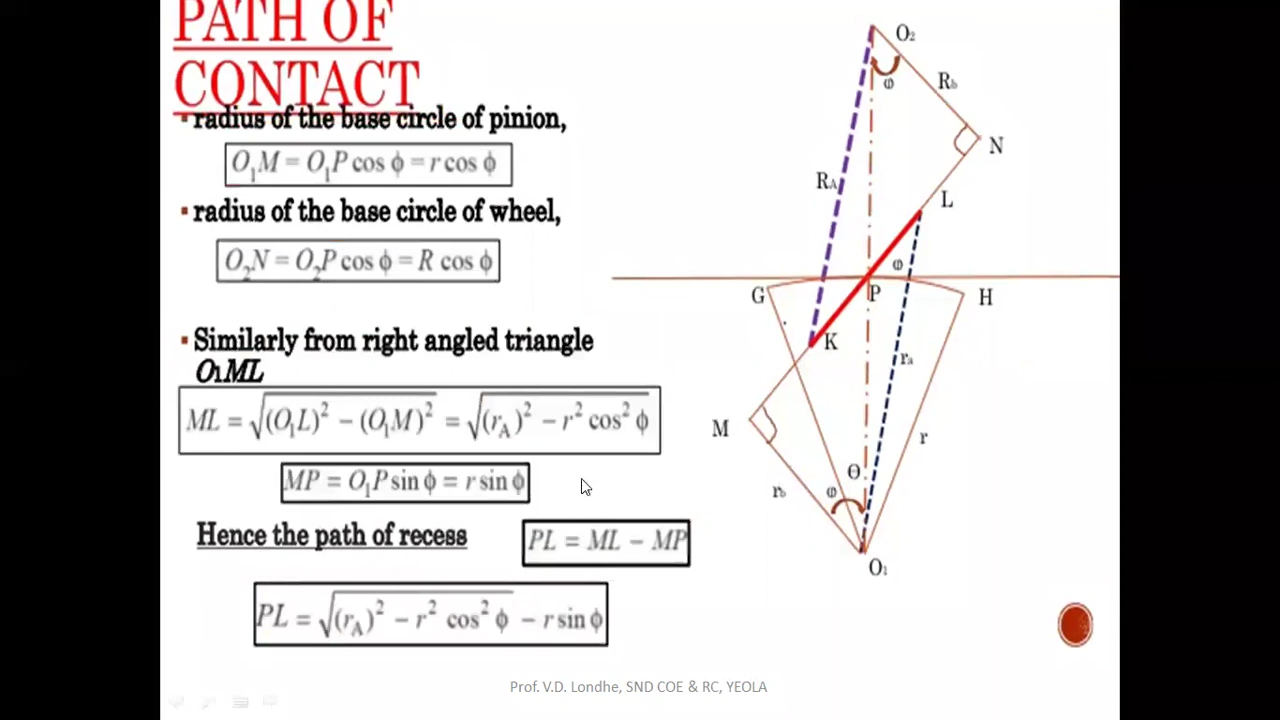 PATH OF
CONTACT
▪ radius of the base circle of pinion,
O₁M = O₁P cos ϕ = r cos ϕ
▪ radius of the base circle of wheel,
O₂N = O₂P cos ϕ = R cos ϕ
▪ Similarly from right angled triangle
O₁ML
ML = √((O₁L)² − (O₁M)²) = √((r_A)² − r² cos² ϕ)
MP = O₁P sin ϕ = r sin ϕ
Hence the path of recess
PL = ML − MP
PL = √((r_A)² − r² cos² ϕ) − r sin ϕ
O₂
φ
R_b
N
R_A
L
φ
G
P
H
K
r_a
M
r
Θ
r_b
φ
O₁
Prof. V.D. Londhe, SND COE & RC, YEOLA